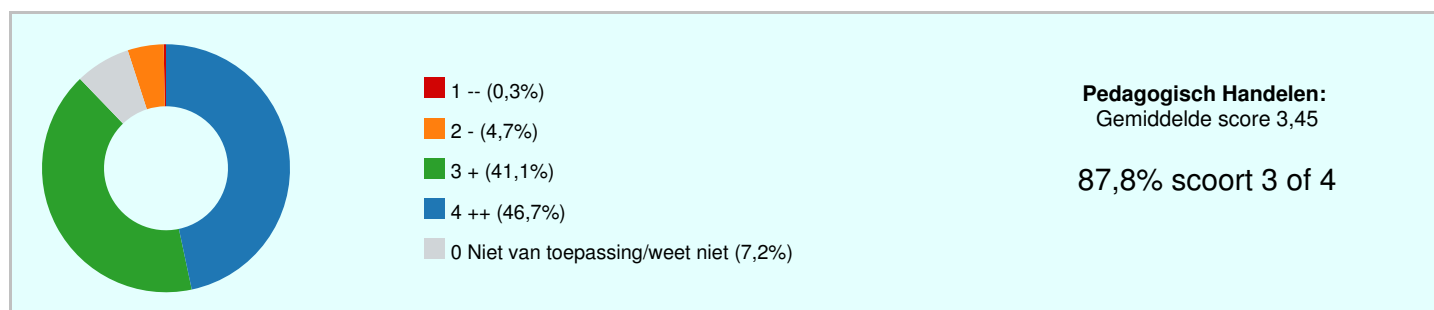 1 -- (0,3%)
2 - (4,7%)
3 + (41,1%)
4 ++ (46,7%)
0 Niet van toepassing/weet niet (7,2%)
Pedagogisch Handelen:
Gemiddelde score 3,45
87,8% scoort 3 of 4